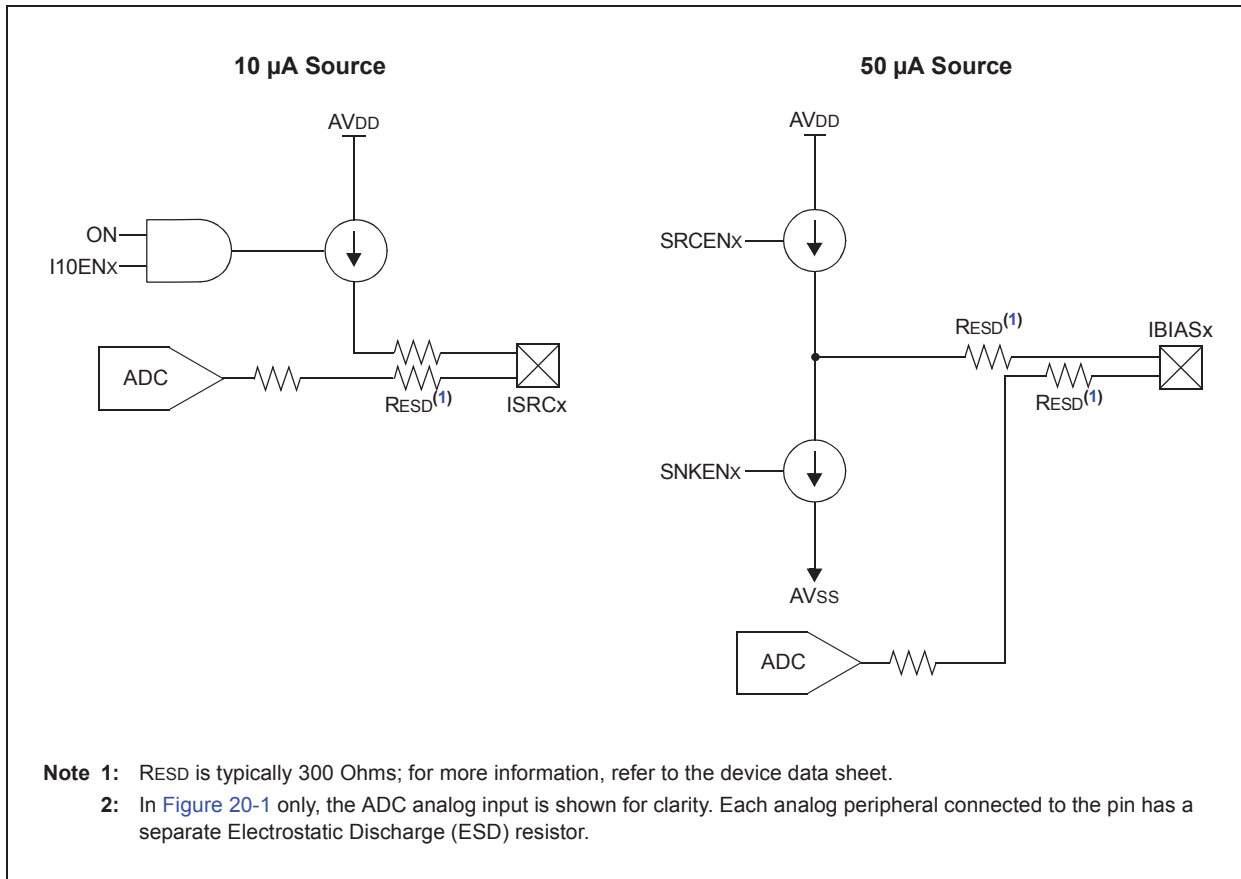 10 µA Source
AVDD
ON
I10ENx
ADC
RESD(1)
ISRCx
50 µA Source
AVDD
SRCENx
RESD(1)
IBIASx
RESD(1)
SNKENx
AVSS
ADC
Note 1: RESD is typically 300 Ohms; for more information, refer to the device data sheet.
2: In Figure 20-1 only, the ADC analog input is shown for clarity. Each analog peripheral connected to the pin has a
separate Electrostatic Discharge (ESD) resistor.